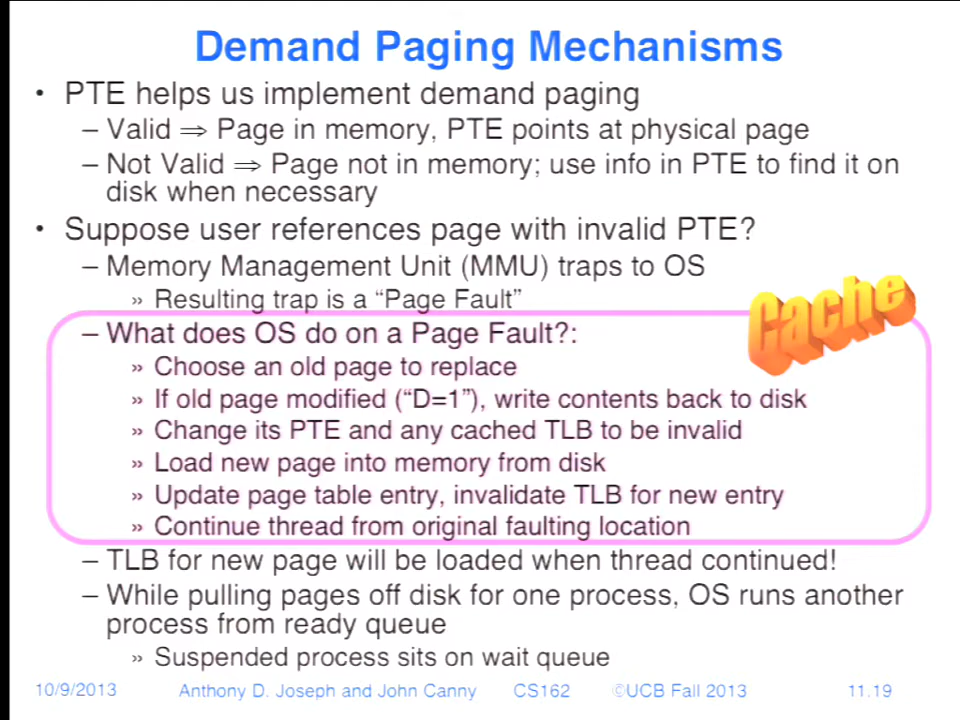 Demand Paging Mechanisms
• PTE helps us implement demand paging
– Valid ⇒ Page in memory, PTE points at physical page
– Not Valid ⇒ Page not in memory; use info in PTE to find it on
disk when necessary
• Suppose user references page with invalid PTE?
– Memory Management Unit (MMU) traps to OS
» Resulting trap is a “Page Fault”
Cache
– What does OS do on a Page Fault?:
» Choose an old page to replace
» If old page modified (“D=1”), write contents back to disk
» Change its PTE and any cached TLB to be invalid
» Load new page into memory from disk
» Update page table entry, invalidate TLB for new entry
» Continue thread from original faulting location
– TLB for new page will be loaded when thread continued!
– While pulling pages off disk for one process, OS runs another
process from ready queue
» Suspended process sits on wait queue
10/9/2013 Anthony D. Joseph and John Canny CS162 ©UCB Fall 2013 11.19